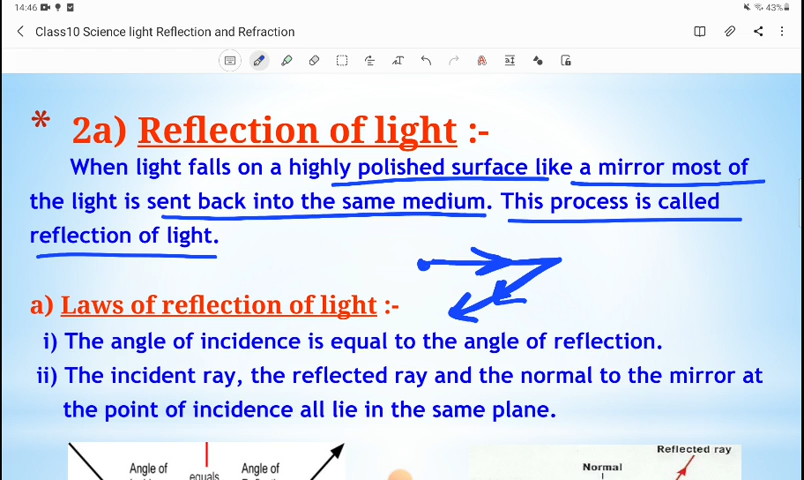 14:46
43%
Class10 Science light Reflection and Refraction
* 2a) Reflection of light :-
When light falls on a highly polished surface like a mirror most of
the light is sent back into the same medium. This process is called
reflection of light.
a) Laws of reflection of light :-
i) The angle of incidence is equal to the angle of reflection.
ii) The incident ray, the reflected ray and the normal to the mirror at
the point of incidence all lie in the same plane.
Angle of
equals
Angle of
Normal
Reflected ray